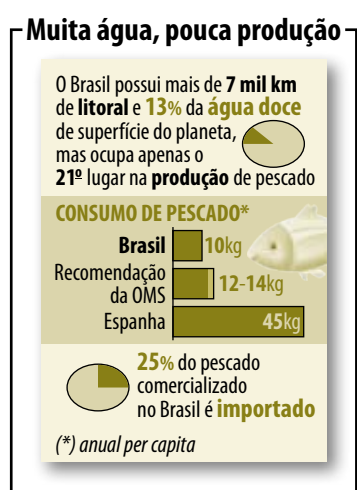 Muita água, pouca produção
O Brasil possui mais de 7 mil km
de litoral e 13% da água doce
de superfície do planeta,
mas ocupa apenas o
21º lugar na produção de pescado
CONSUMO DE PESCADO*
Brasil 10kg
Recomendação
da OMS 12-14kg
Espanha 45kg
25% do pescado
comercializado
no Brasil é importado
(*) anual per capita